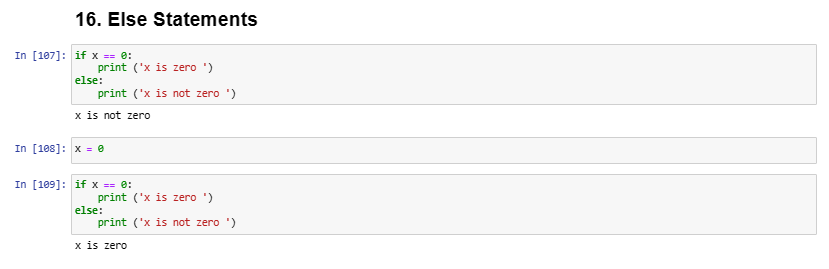 16. Else Statements
In [107]: if x == 0:
    print ('x is zero ')
else:
    print ('x is not zero ')
x is not zero
In [108]: x = 0
In [109]: if x == 0:
    print ('x is zero ')
else:
    print ('x is not zero ')
x is zero